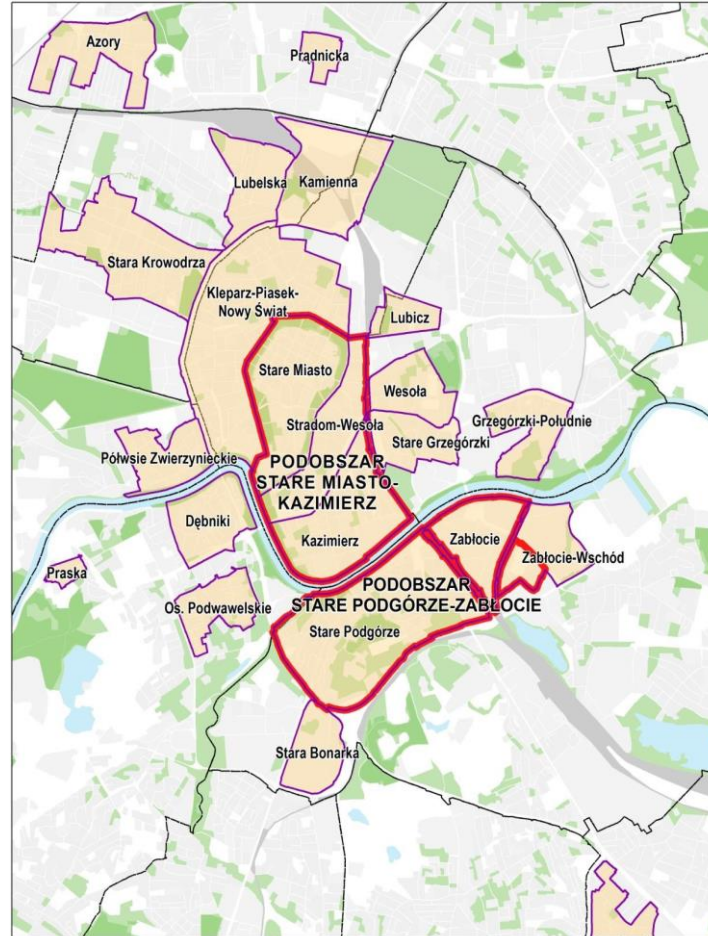 Azory
Prądnicka
Lubelska
Kamienna
Stara Krowodrza
Kleparz-Piasek-
Nowy Świat
Lubicz
Stare Miasto
Wesoła
Stradom-Wesoła
Grzegórzki-Południe
Stare Grzegórzki
Półwsie Zwierzynieckie
PODOBSZAR
STARE MIASTO-
KAZIMIERZ
Dębniki
Kazimierz
Zabłocie
Zabłocie-Wschód
Praska
PODOBSZAR
STARE PODGÓRZE-ZABŁOCIE
Os. Podwawelskie
Stare Podgórze
Stara Bonarka